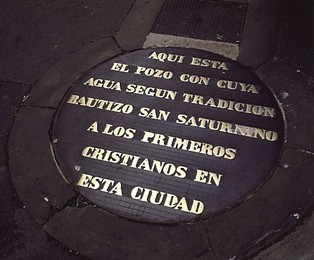 AQUI ESTA
EL POZO CON CUYA
AGUA SEGUN TRADICION
BAUTIZO SAN SATURNINO
A LOS PRIMEROS
CRISTIANOS EN
ESTA CIUDAD